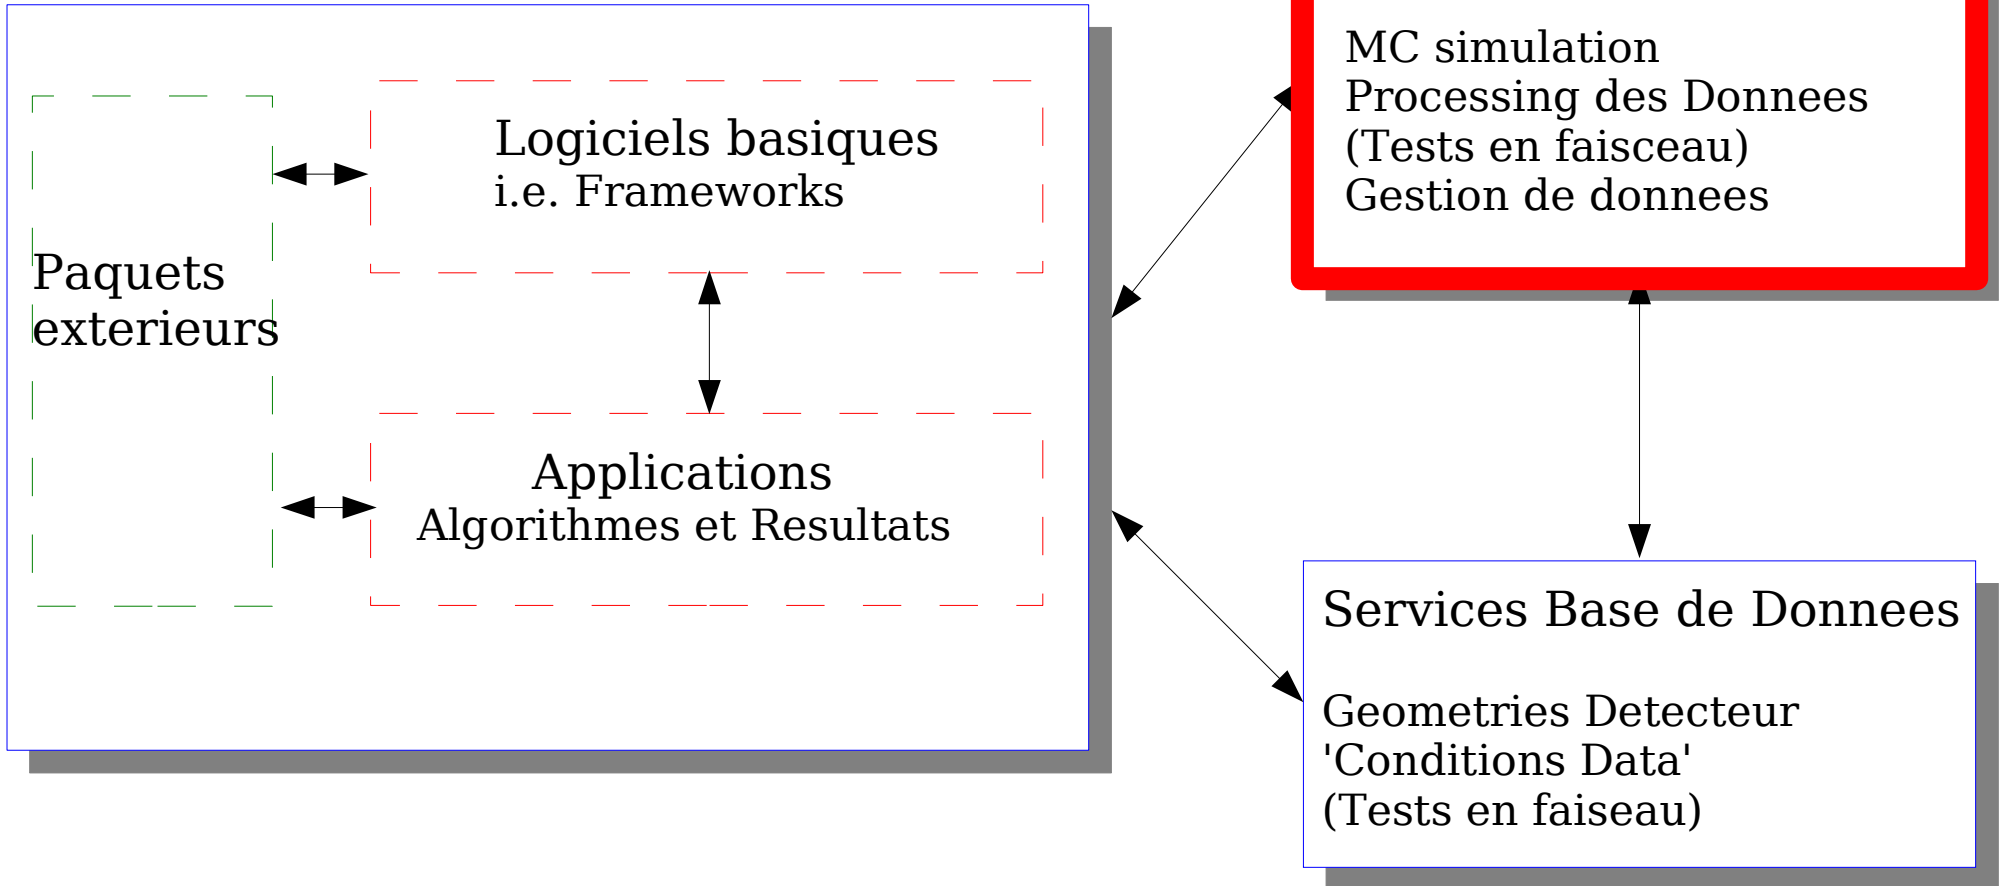 Logiciels basiques
i.e. Frameworks
Paquets
exterieurs
Applications
Algorithmes et Resultats
MC simulation
Processing des Donnees
(Tests en faisceau)
Gestion de donnees
Services Base de Donnees
Geometries Detecteur
'Conditions Data'
(Tests en faiseau)